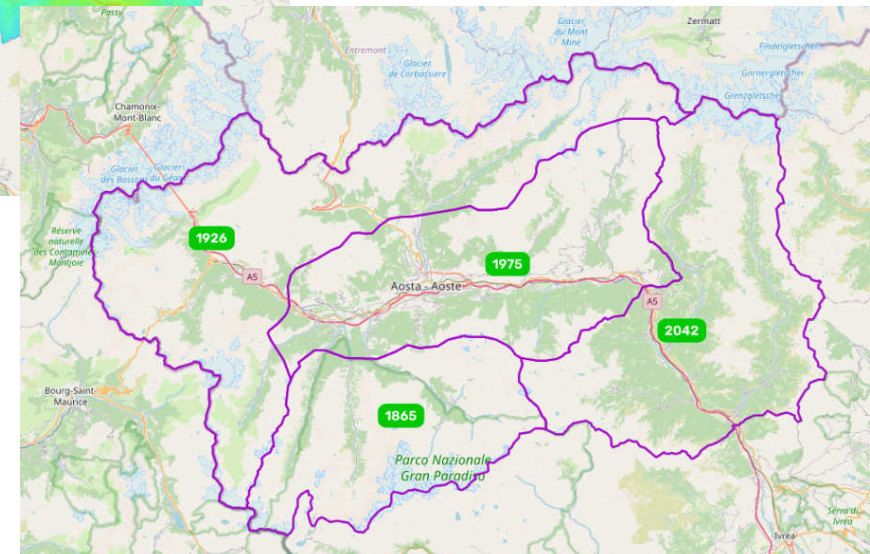 Passy
Zermatt
Entremont
Glacier
du Mont
Miné
Glacier
de Corbassière
Findelgletscher
Gornergletscher
Grenzgletscher
Chamonix-
Mont-Blanc
Glacier
des Bossons
Glacier
du Géant
Réserve
naturelle
des Contamines
Montjoie
1926
A5
1975
Aosta - Aoste
A5
2042
Bourg-Saint-
Maurice
1865
Parco Nazionale
Gran Paradiso
Serra di
Ivrea
Ivrea